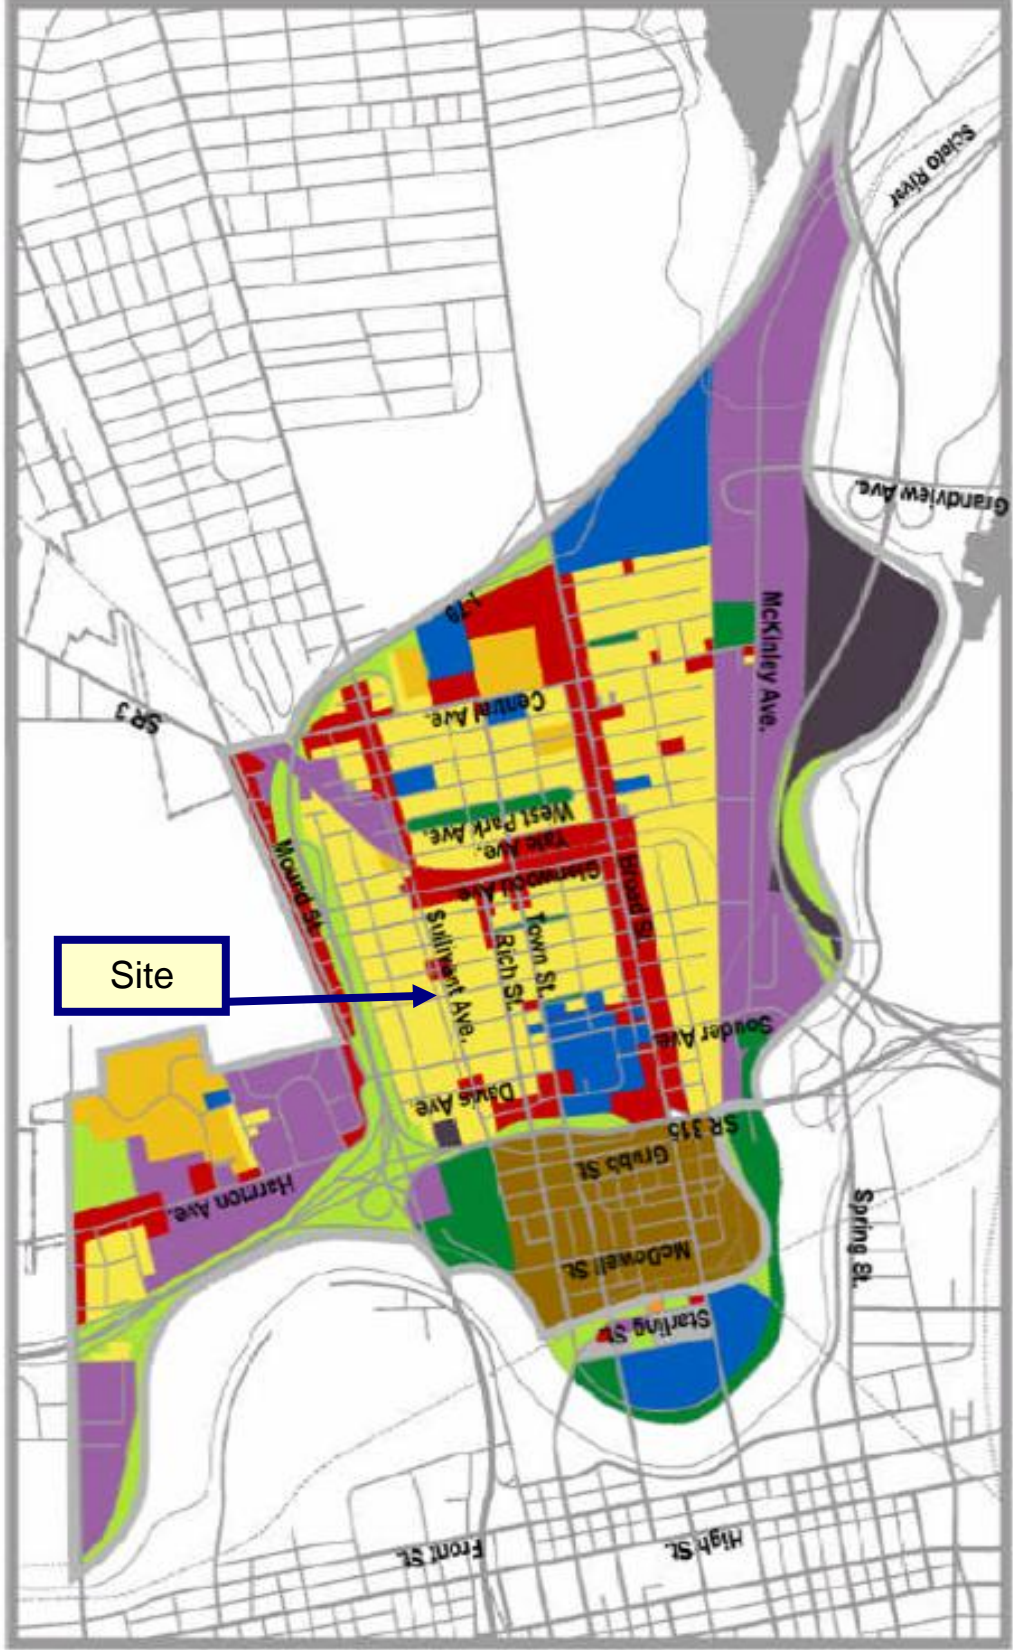 Scioto River
Grandview Ave.
I-70
McKinley Ave.
Central Ave.
SR 3
West Park Ave.
Yale Ave.
Glenwood Ave
Mound St.
Broad St.
Sullivant Ave.
Rich St.
Town St.
Site
Souder Ave.
Davis Ave.
SR 315
Grubb St.
Harmon Ave.
Spring St.
McDowell St.
Starling St.
Front St.
High St.